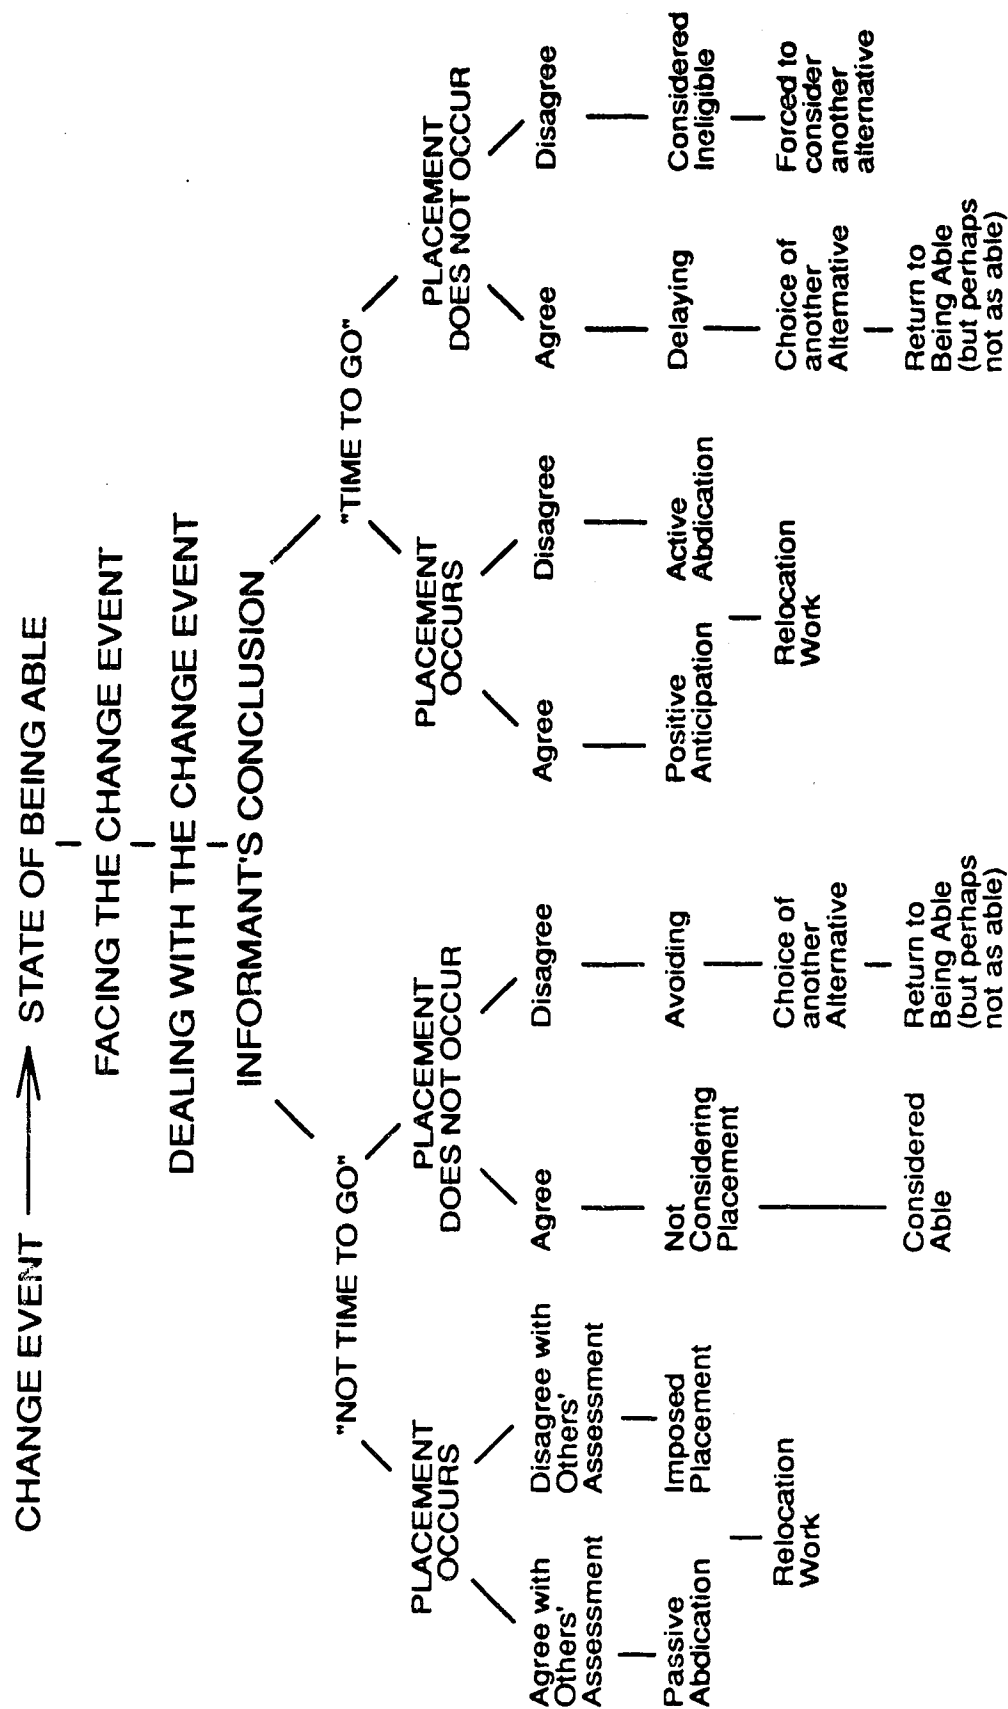 CHANGE EVENT → STATE OF BEING ABLE
FACING THE CHANGE EVENT
DEALING WITH THE CHANGE EVENT
INFORMANT'S CONCLUSION
"NOT TIME TO GO"
"TIME TO GO"
PLACEMENT
OCCURS
PLACEMENT
DOES NOT OCCUR
PLACEMENT
OCCURS
PLACEMENT
DOES NOT OCCUR
Agree with
Others'
Assessment
Disagree with
Others'
Assessment
Agree
Disagree
Agree
Disagree
Agree
Disagree
Passive
Abdication
Imposed
Placement
Not
Considering
Placement
Avoiding
Positive
Anticipation
Active
Abdication
Delaying
Considered
Ineligible
Relocation
Work
Choice of
another
Alternative
Relocation
Work
Choice of
another
Alternative
Forced to
consider
another
alternative
Considered
Able
Return to
Being Able
(but perhaps
not as able)
Return to
Being Able
(but perhaps
not as able)